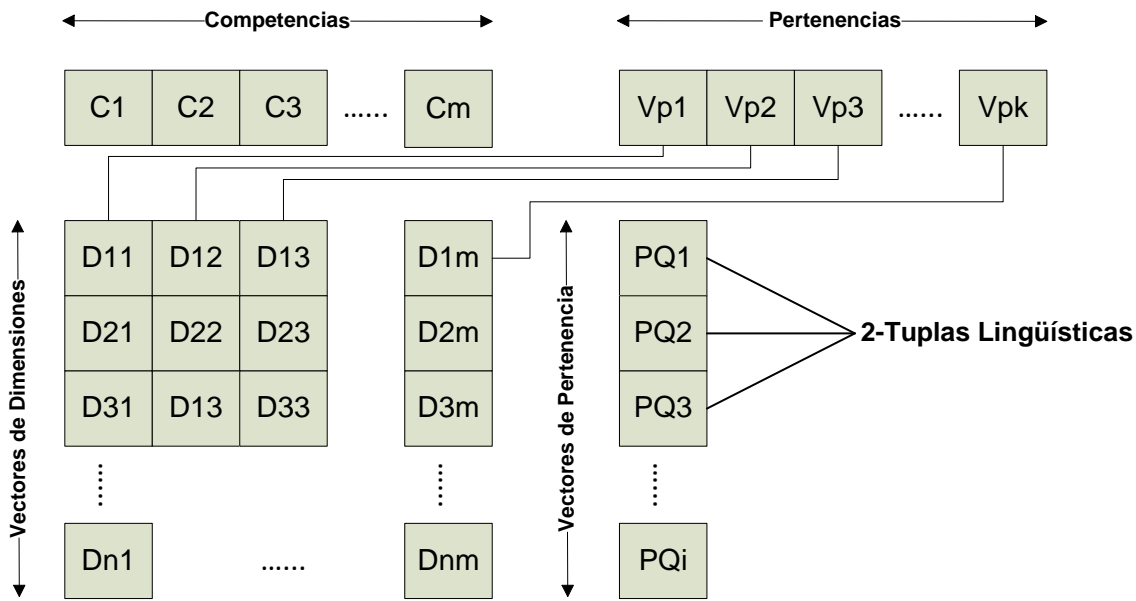 Competencias Pertenencias
C1 C2 C3 ...... Cm Vp1 Vp2 Vp3 ...... Vpk
Vectores de Dimensiones
D11 D12 D13 D1m
D21 D22 D23 D2m
D31 D13 D33 D3m
...... ......
Dn1 ...... Dnm
Vectores de Pertenencia
PQ1
PQ2
PQ3
......
PQi
2-Tuplas Lingüísticas